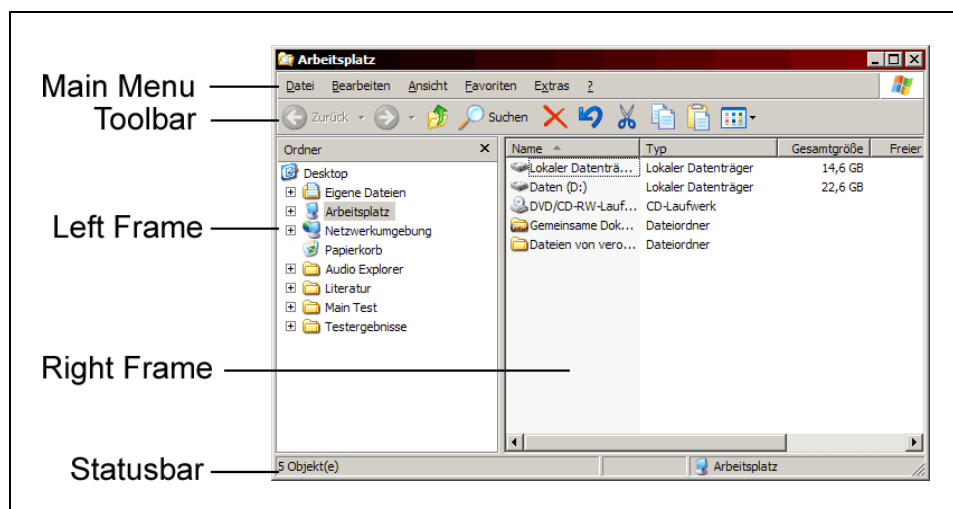 Arbeitsplatz
Main Menu
Datei Bearbeiten Ansicht Favoriten Extras ?
Toolbar
Zurück Suchen
Ordner
Name Typ Gesamtgröße Freier
Desktop
Lokaler Datenträ... Lokaler Datenträger 14,6 GB
Eigene Dateien
Daten (D:) Lokaler Datenträger 22,6 GB
Arbeitsplatz
DVD/CD-RW-Lauf... CD-Laufwerk
Left Frame
Netzwerkumgebung
Gemeinsame Dok... Dateiordner
Papierkorb
Dateien von vero... Dateiordner
Audio Explorer
Literatur
Main Test
Testergebnisse
Right Frame
Statusbar
5 Objekt(e) Arbeitsplatz